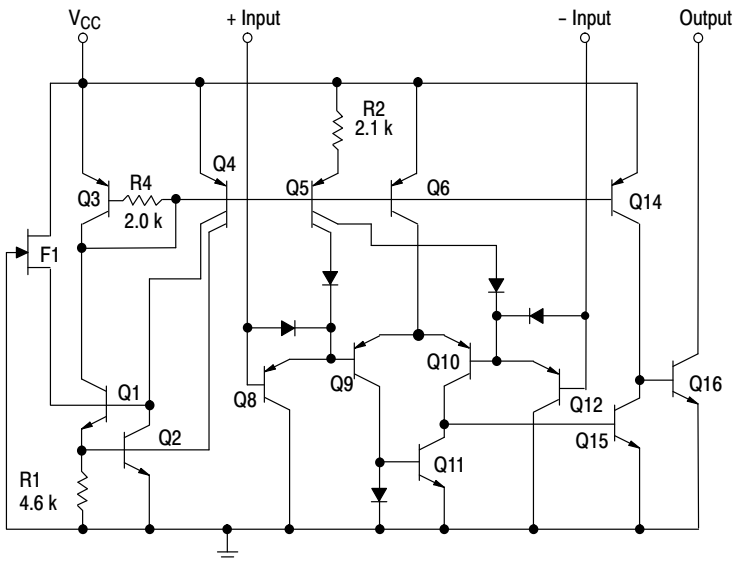 VCC
+ Input
– Input
Output
R2
2.1 k
Q4
Q3
R4
2.0 k
Q5
Q6
Q14
F1
Q1
Q2
Q8
Q9
Q10
Q12
Q16
Q15
Q11
R1
4.6 k